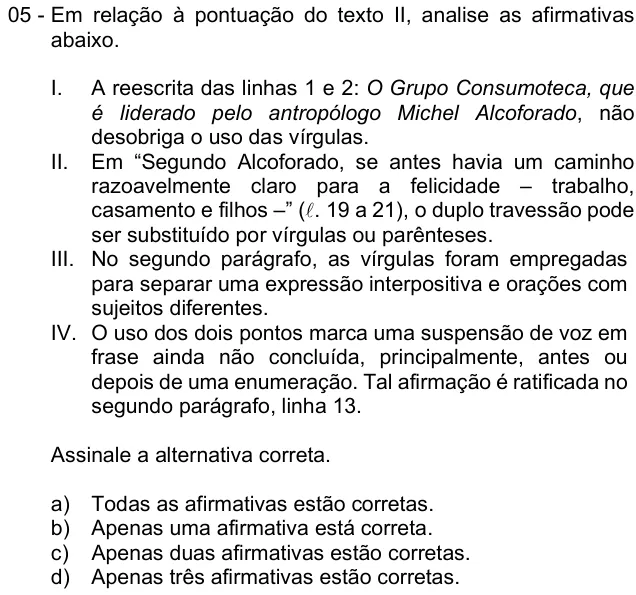 05 - Em relação à pontuação do texto II, analise as afirmativas
abaixo.
I. A reescrita das linhas 1 e 2: O Grupo Consumoteca, que
é liderado pelo antropólogo Michel Alcoforado, não
desobriga o uso das vírgulas.
II. Em “Segundo Alcoforado, se antes havia um caminho
razoavelmente claro para a felicidade – trabalho,
casamento e filhos –” (ℓ. 19 a 21), o duplo travessão pode
ser substituído por vírgulas ou parênteses.
III. No segundo parágrafo, as vírgulas foram empregadas
para separar uma expressão interpositiva e orações com
sujeitos diferentes.
IV. O uso dos dois pontos marca uma suspensão de voz em
frase ainda não concluída, principalmente, antes ou
depois de uma enumeração. Tal afirmação é ratificada no
segundo parágrafo, linha 13.
Assinale a alternativa correta.
a) Todas as afirmativas estão corretas.
b) Apenas uma afirmativa está correta.
c) Apenas duas afirmativas estão corretas.
d) Apenas três afirmativas estão corretas.